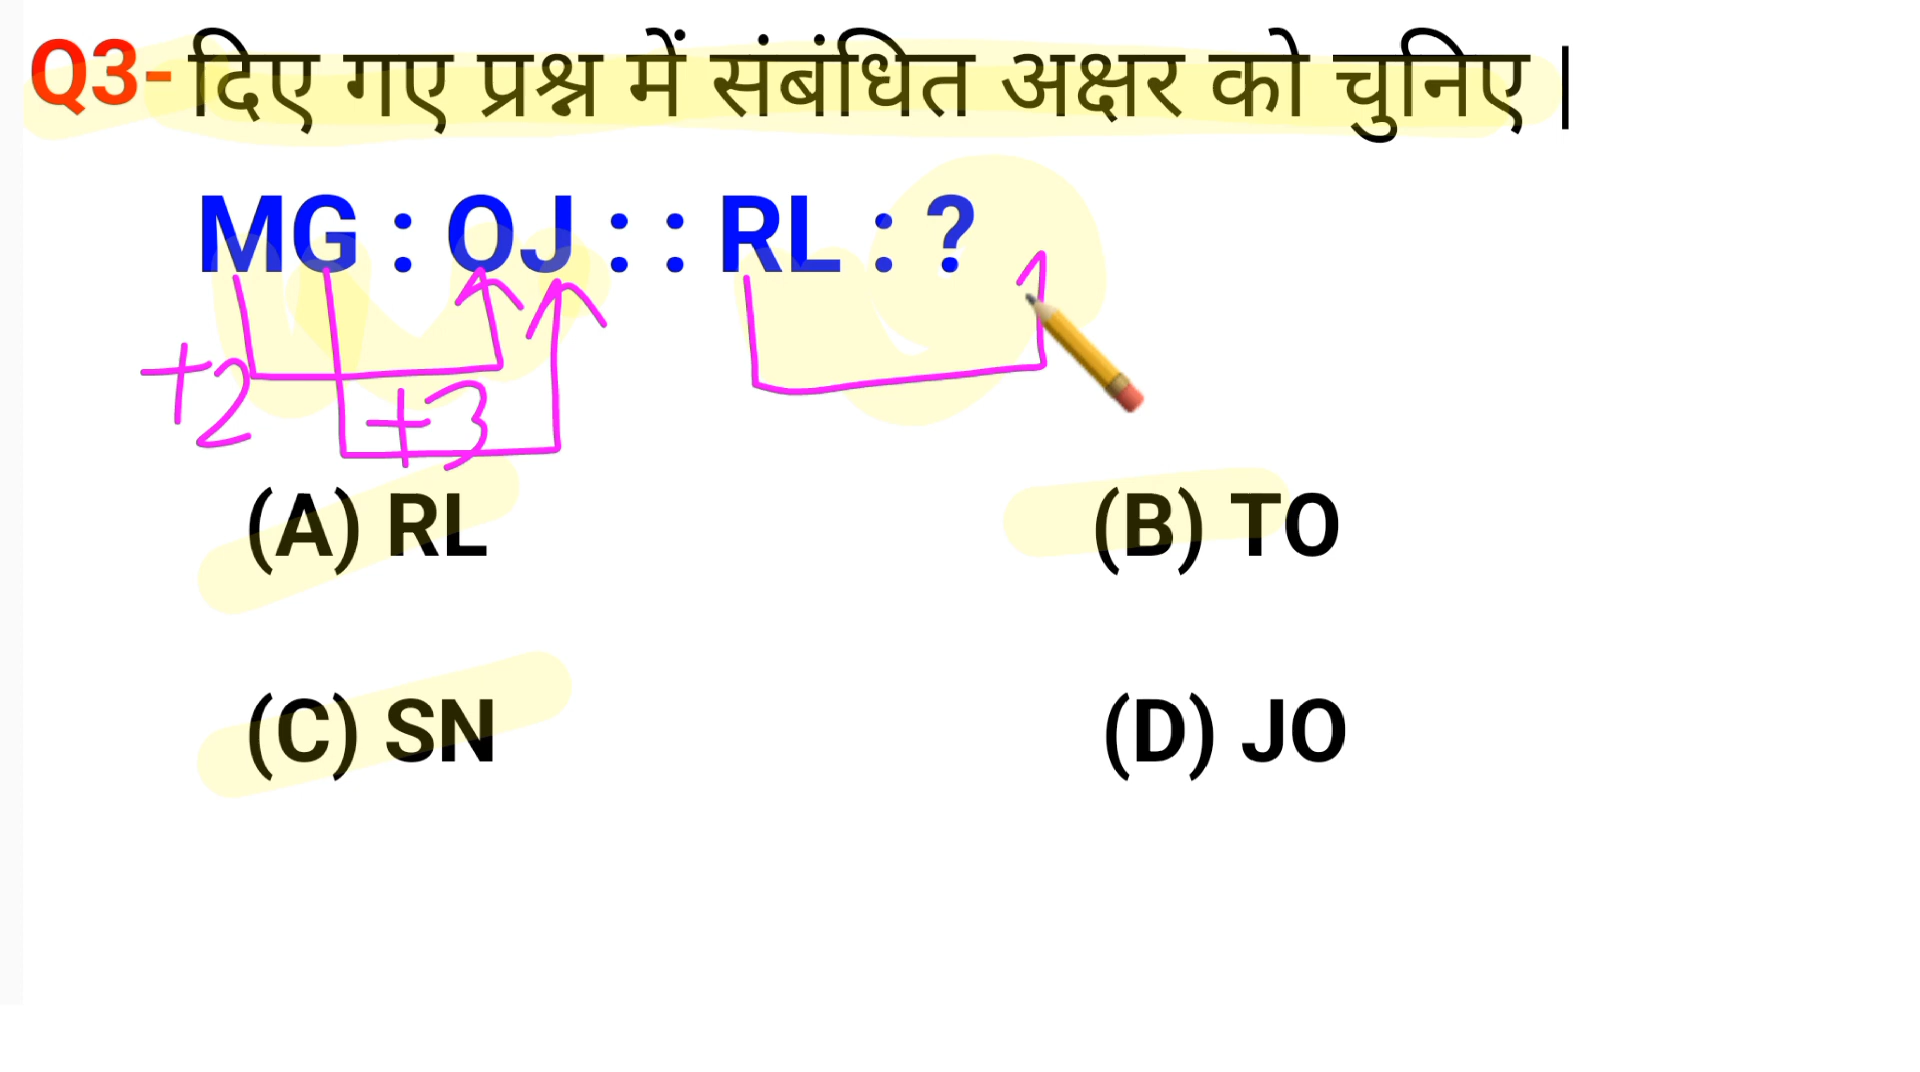 Q3- दिए गए प्रश्न में संबंधित अक्षर को चुनिए |
MG : OJ : : RL : ?
+2
+3
(A) RL (B) TO
(C) SN (D) JO